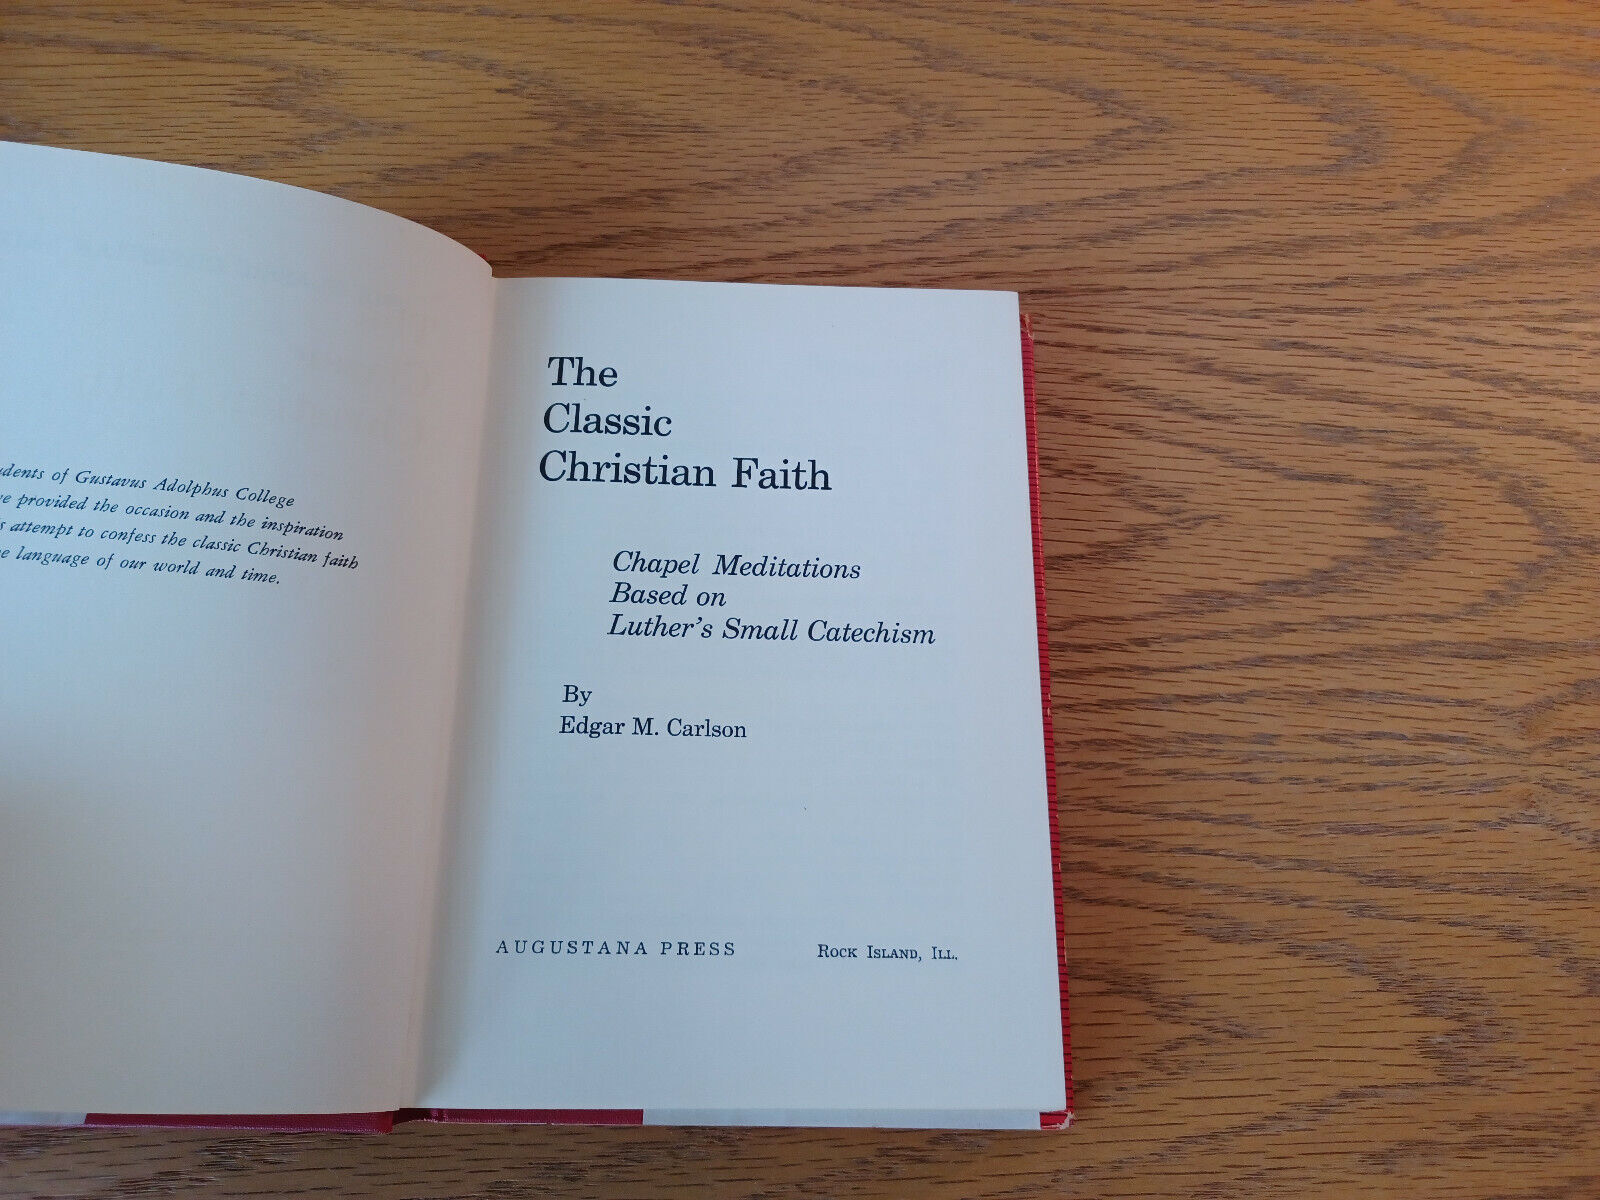 of Gustavus Adolphus College
provided the occasion and the inspiration
attempt to confess the classic Christian faith
language of our world and time.
The
Classic
Christian Faith
Chapel Meditations
Based on
Luther's Small Catechism
By
Edgar M. Carlson
AUGUSTANA PRESS ROCK ISLAND, ILL.